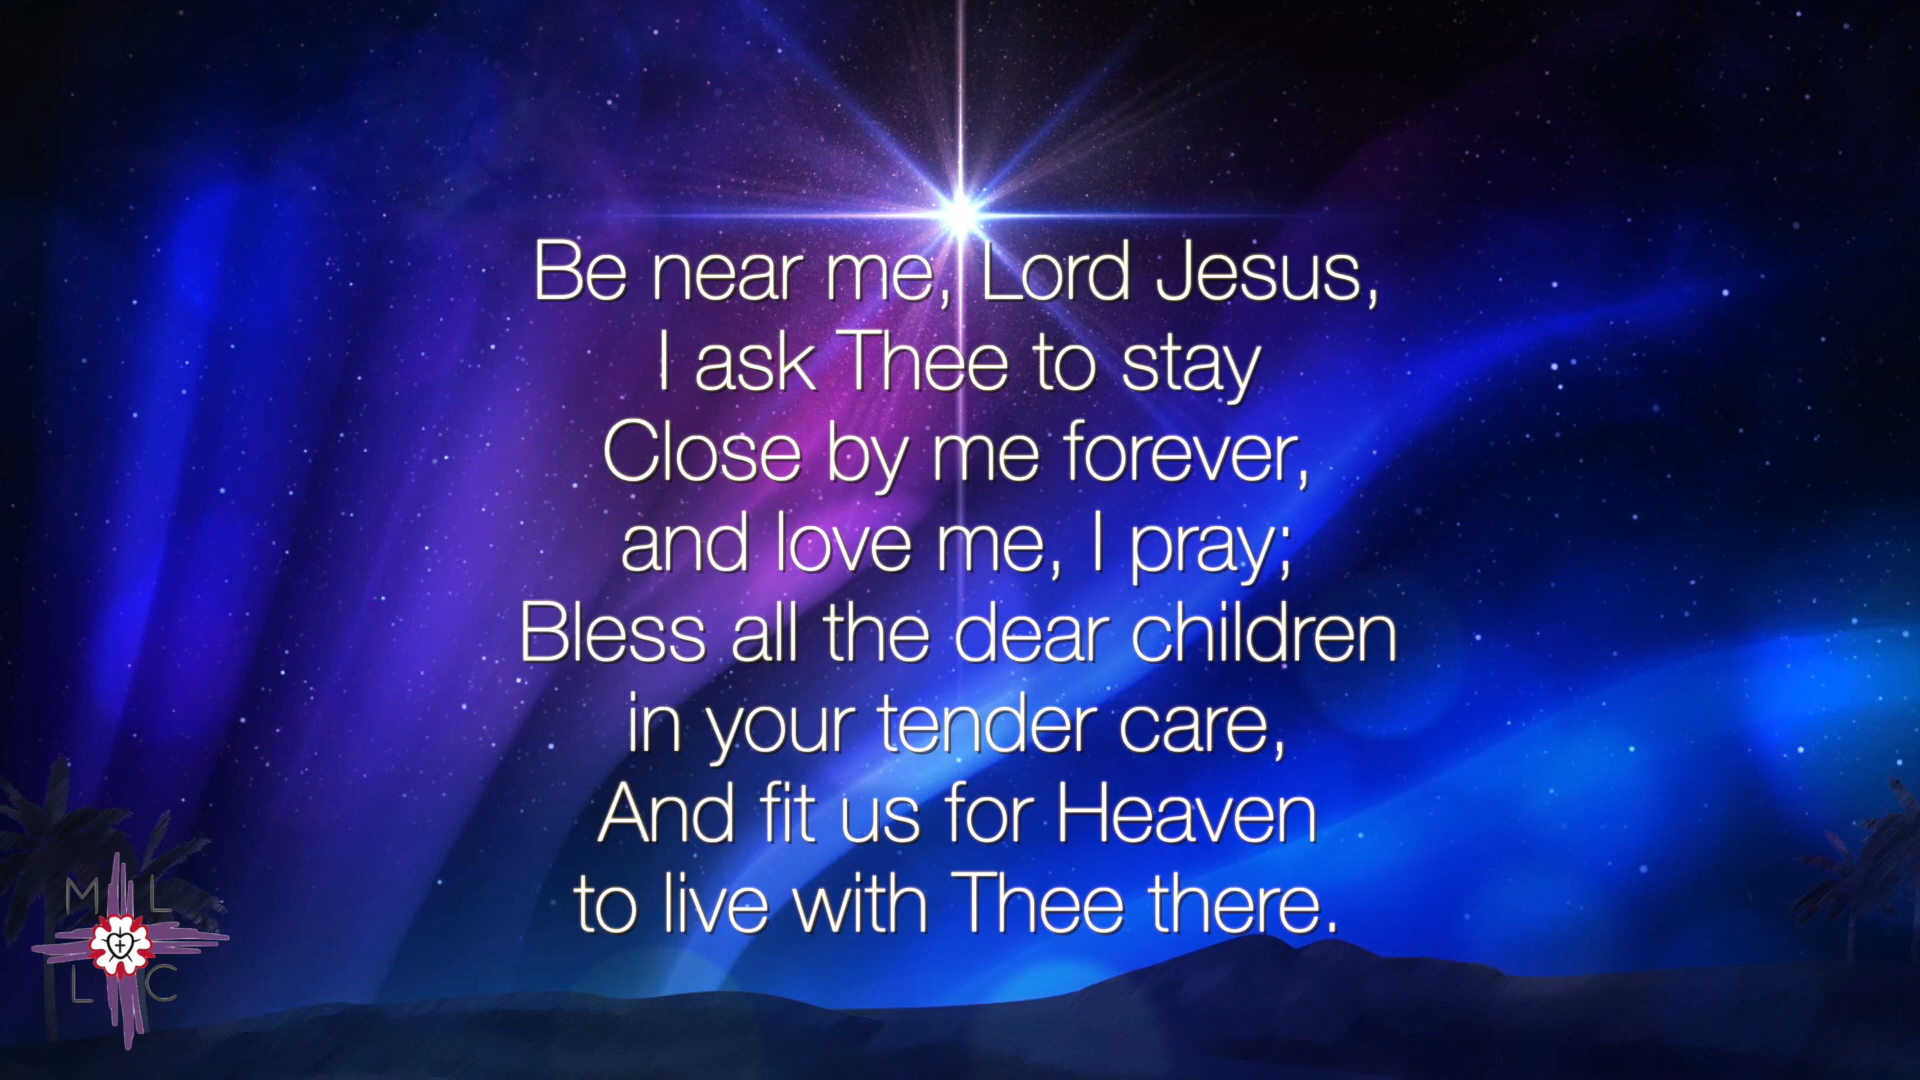 Be near me, Lord Jesus,
I ask Thee to stay
Close by me forever,
and love me, I pray;
Bless all the dear children
in your tender care,
And fit us for Heaven
to live with Thee there.
M L
L C